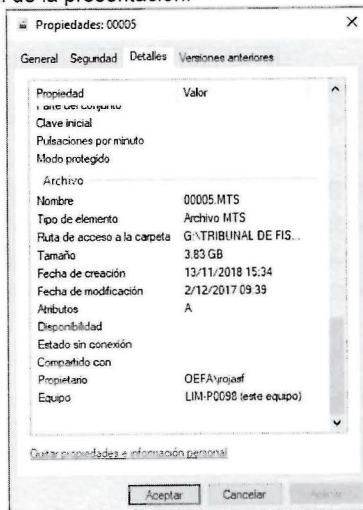 de la presentación.
Propiedades: 00005
General Seguridad Detalles Versiones anteriores
Propiedad Valor
Parte del conjunto
Clave inicial
Pulsaciones por minuto
Modo protegido
Archivo
Nombre 00005.MTS
Tipo de elemento Archivo MTS
Ruta de acceso a la carpeta G:\TRIBUNAL DE FIS...
Tamaño 3.83 GB
Fecha de creación 13/11/2018 15:34
Fecha de modificación 2/12/2017 09:39
Atributos A
Disponibilidad
Estado sin conexión
Compartido con
Propietario OEFA\rojasf
Equipo LIM-P0098 (este equipo)
Quitar propiedades e información personal
Aceptar Cancelar Aplicar